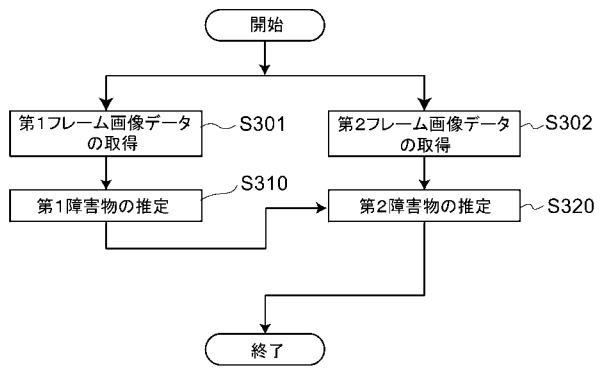 開始
第1フレーム画像データ
の取得
S301
第2フレーム画像データ
の取得
S302
第1障害物の推定
S310
第2障害物の推定
S320
終了